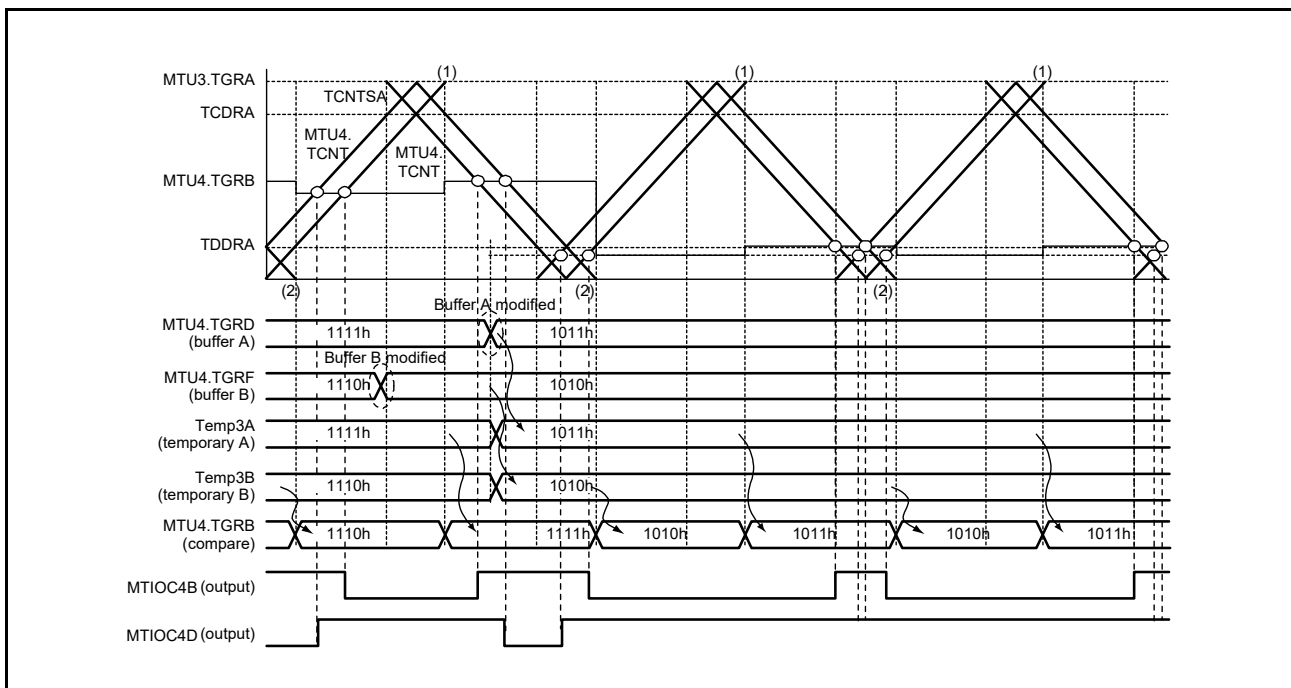 MTU3.TGRA
(1)
(1)
(1)
TCNTSA
TCDRA
MTU4.
TCNT
MTU4.
TCNT
MTU4.TGRB
TDDRA
(2)
(2)
(2)
Buffer A modified
MTU4.TGRD
(buffer A)
1111h
1011h
Buffer B modified
MTU4.TGRF
(buffer B)
1110h
1010h
Temp3A
(temporary A)
1111h
1011h
Temp3B
(temporary B)
1110h
1010h
MTU4.TGRB
(compare)
1110h
1111h
1010h
1011h
1010h
1011h
MTIOC4B (output)
MTIOC4D (output)